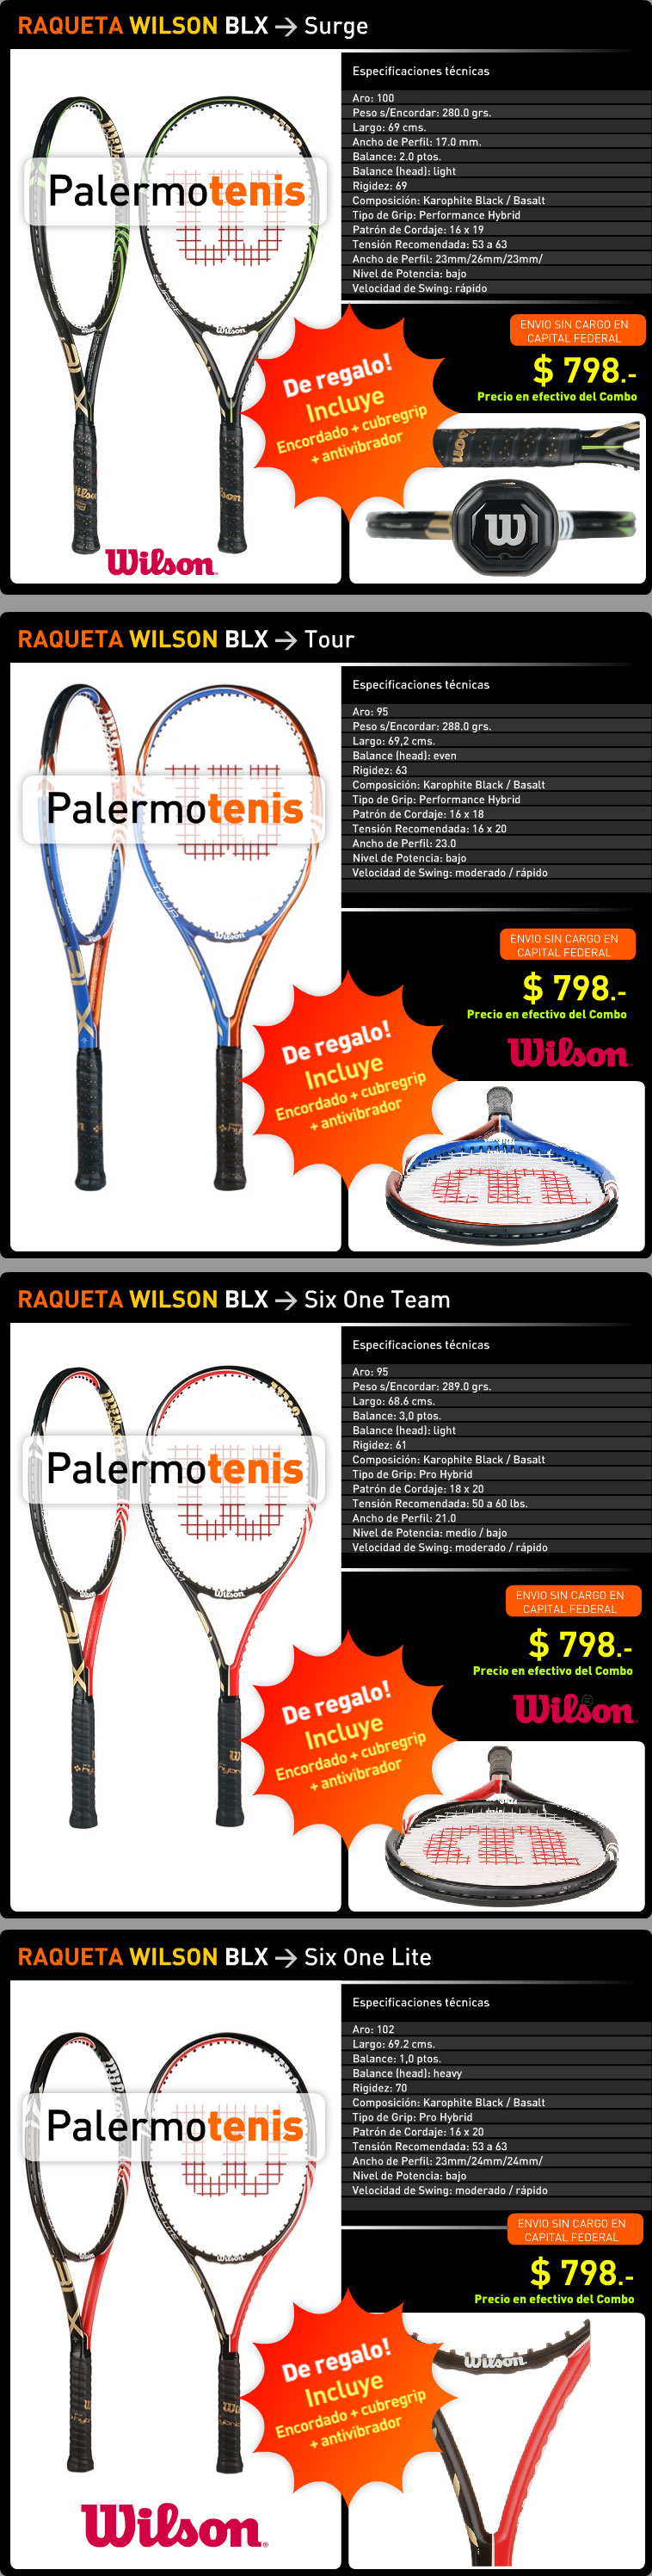 RAQUETA WILSON BLX → Surge
Especificaciones técnicas
Aro: 100
Peso s/Encordar: 280.0 grs.
Largo: 69 cms.
Ancho de Perfil: 17.0 mm.
Balance: 2.0 ptos.
Balance (head): light
Rigidez: 69
Composición: Karophite Black / Basalt
Tipo de Grip: Performance Hybrid
Patrón de Cordaje: 16 x 19
Tensión Recomendada: 53 a 63
Ancho de Perfil: 23mm/26mm/23mm/
Nivel de Potencia: bajo
Velocidad de Swing: rápido
Palermotenis
Wilson
ENVIO SIN CARGO EN
CAPITAL FEDERAL
$ 798.-
Precio en efectivo del Combo
De regalo!
Incluye
Encordado + cubregrip
+ antivibrador
Wilson
RAQUETA WILSON BLX → Tour
Especificaciones técnicas
Aro: 95
Peso s/Encordar: 288.0 grs.
Largo: 69,2 cms.
Balance (head): even
Rigidez: 63
Composición: Karophite Black / Basalt
Tipo de Grip: Performance Hybrid
Patrón de Cordaje: 16 x 18
Tensión Recomendada: 16 x 20
Ancho de Perfil: 23.0
Nivel de Potencia: bajo
Velocidad de Swing: moderado / rápido
Palermotenis
Wilson
ENVIO SIN CARGO EN
CAPITAL FEDERAL
$ 798.-
Precio en efectivo del Combo
Wilson
De regalo!
Incluye
Encordado + cubregrip
+ antivibrador
RAQUETA WILSON BLX → Six One Team
Especificaciones técnicas
Aro: 95
Peso s/Encordar: 289.0 grs.
Largo: 68.6 cms.
Balance: 3,0 ptos.
Balance (head): light
Rigidez: 61
Composición: Karophite Black / Basalt
Tipo de Grip: Pro Hybrid
Patrón de Cordaje: 18 x 20
Tensión Recomendada: 50 a 60 lbs.
Ancho de Perfil: 21.0
Nivel de Potencia: medio / bajo
Velocidad de Swing: moderado / rápido
Palermotenis
Wilson
ENVIO SIN CARGO EN
CAPITAL FEDERAL
$ 798.-
Precio en efectivo del Combo
Wilson
De regalo!
Incluye
Encordado + cubregrip
+ antivibrador
RAQUETA WILSON BLX → Six One Lite
Especificaciones técnicas
Aro: 102
Largo: 69.2 cms.
Balance: 1,0 ptos.
Balance (head): heavy
Rigidez: 70
Composición: Karophite Black / Basalt
Tipo de Grip: Pro Hybrid
Patrón de Cordaje: 16 x 20
Tensión Recomendada: 53 a 63
Ancho de Perfil: 23mm/24mm/24mm/
Nivel de Potencia: bajo
Velocidad de Swing: moderado / rápido
Palermotenis
Wilson
ENVIO SIN CARGO EN
CAPITAL FEDERAL
$ 798.-
Precio en efectivo del Combo
De regalo!
Incluye
Encordado + cubregrip
+ antivibrador
Wilson
Wilson